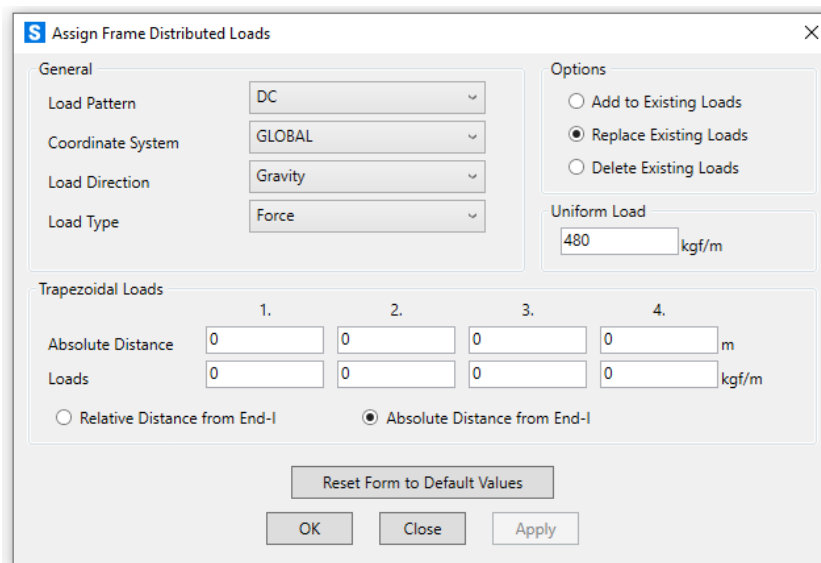 S Assign Frame Distributed Loads
General
Load Pattern DC
Coordinate System GLOBAL
Load Direction Gravity
Load Type Force
Options
Add to Existing Loads
Replace Existing Loads
Delete Existing Loads
Uniform Load
480 kgf/m
Trapezoidal Loads
1. 2. 3. 4.
Absolute Distance 0 0 0 0 m
Loads 0 0 0 0 kgf/m
Relative Distance from End-I Absolute Distance from End-I
Reset Form to Default Values
OK Close Apply